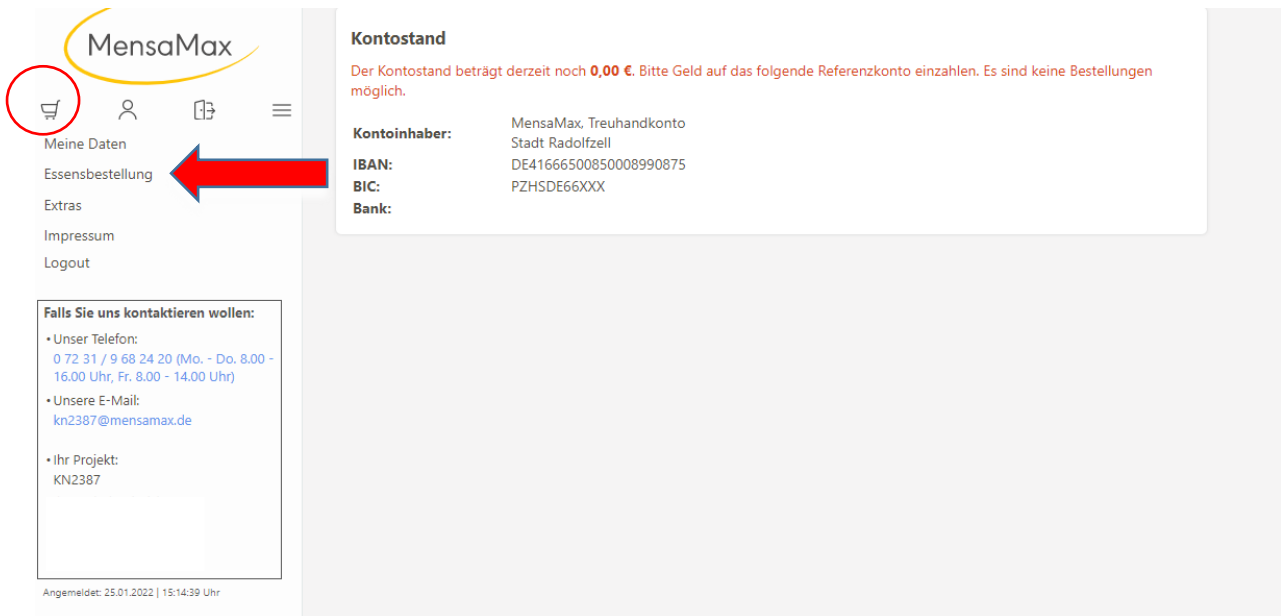 MensaMax
Meine Daten
Essensbestellung
Extras
Impressum
Logout
Falls Sie uns kontaktieren wollen:
• Unser Telefon:
0 72 31 / 9 68 24 20 (Mo. - Do. 8.00 -
16.00 Uhr, Fr. 8.00 - 14.00 Uhr)
• Unsere E-Mail:
kn2387@mensamax.de
• Ihr Projekt:
KN2387
Angemeldet: 25.01.2022 | 15:14:39 Uhr
Kontostand
Der Kontostand beträgt derzeit noch 0,00 €. Bitte Geld auf das folgende Referenzkonto einzahlen. Es sind keine Bestellungen
möglich.
Kontoinhaber: MensaMax, Treuhandkonto
Stadt Radolfzell
IBAN: DE41666500850008990875
BIC: PZHSDE66XXX
Bank: